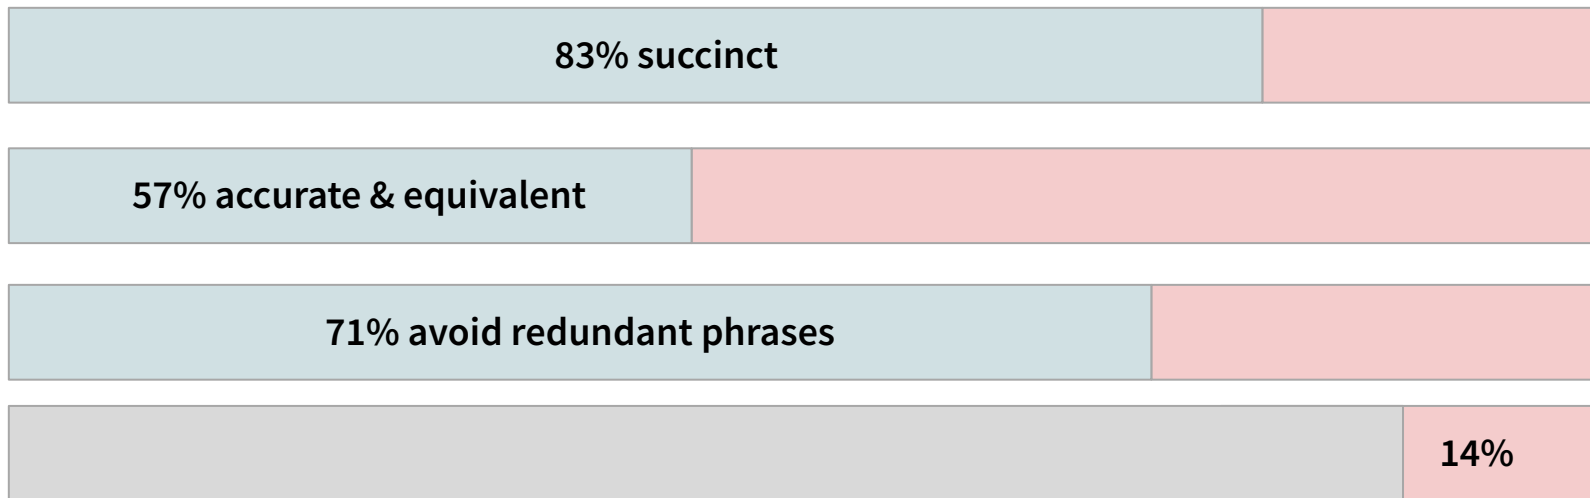 83% succinct
57% accurate & equivalent
71% avoid redundant phrases
14%